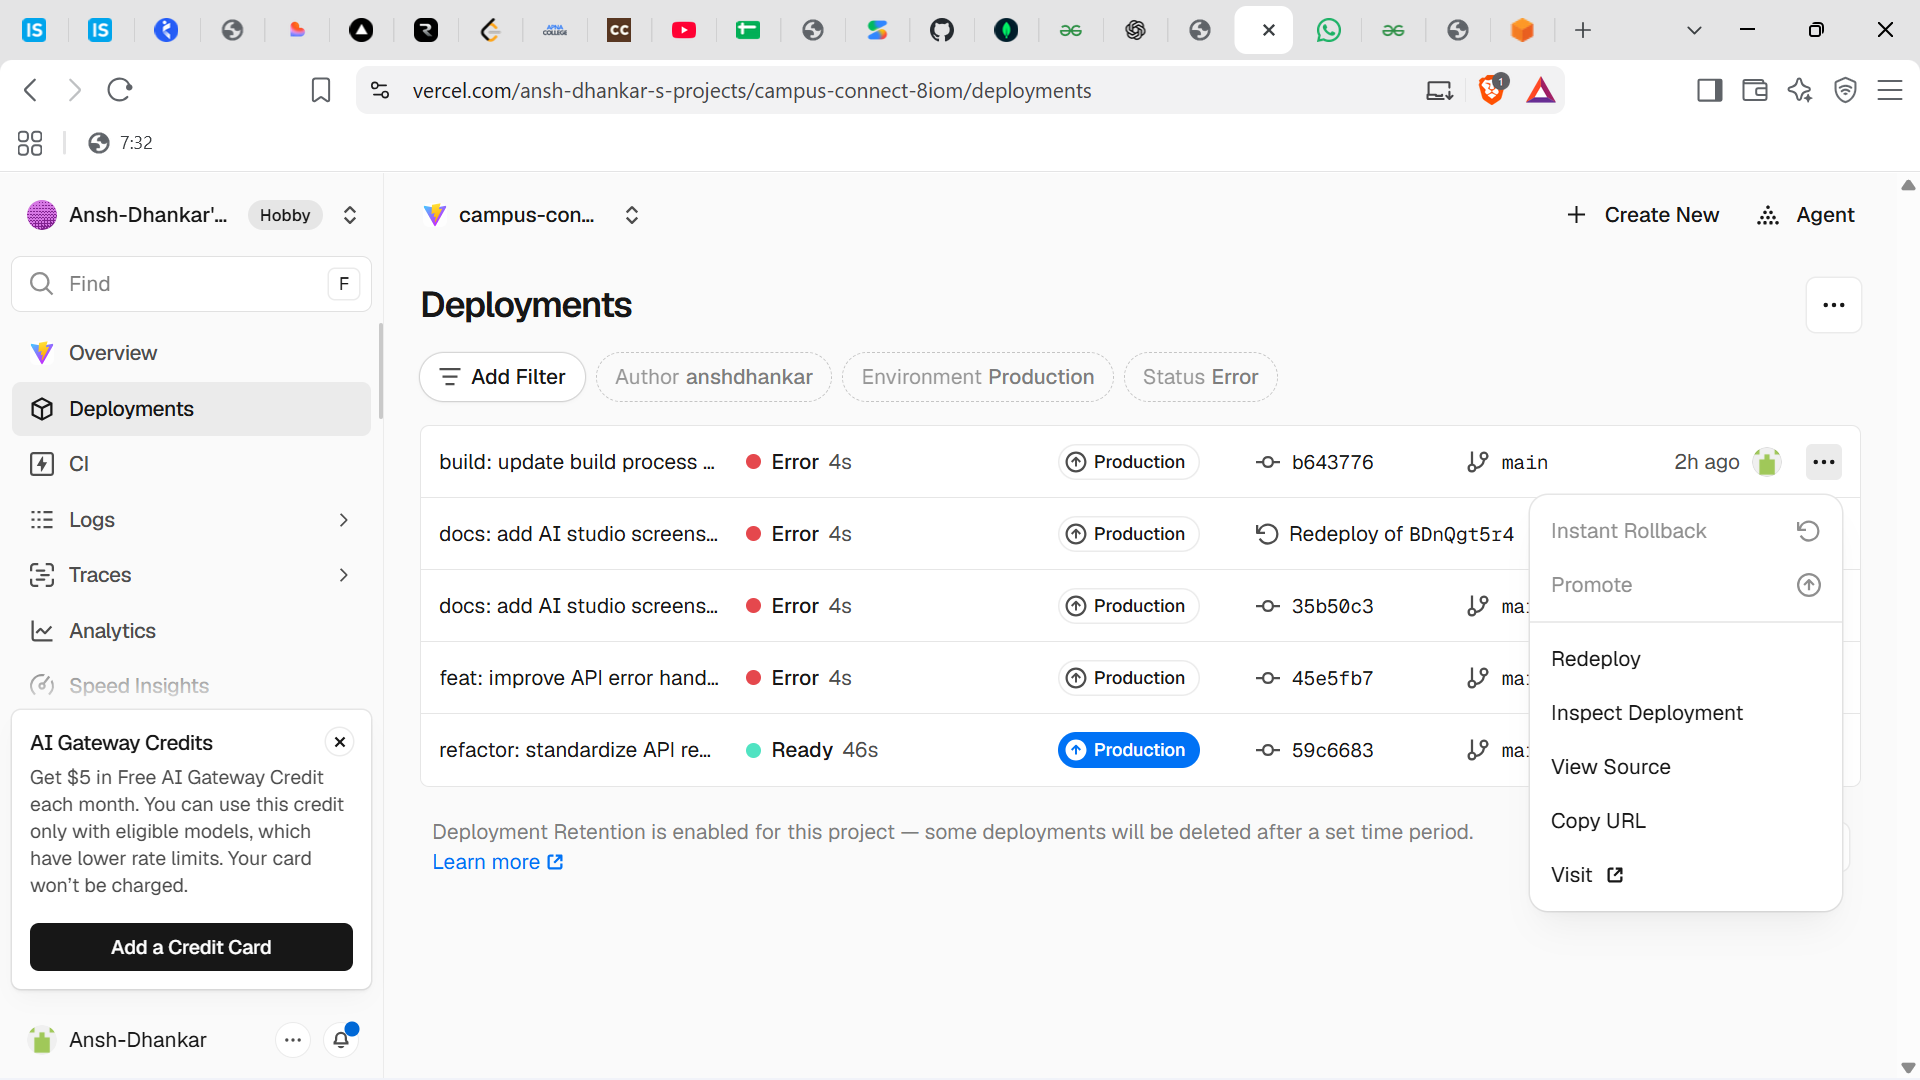 vercel.com/ansh-dhankar-s-projects/campus-connect-8iom/deployments
1
7:32
Ansh-Dhankar'... Hobby
campus-con...
Create New
Agent
Find F
Deployments
Overview
Deployments
CI
Logs
Traces
Analytics
Speed Insights
Add Filter
Author anshdhankar
Environment Production
Status Error
build: update build process ... Error 4s Production b643776 main 2h ago
docs: add AI studio screens... Error 4s Production Redeploy of BDnQgt5r4
docs: add AI studio screens... Error 4s Production 35b50c3 ma
feat: improve API error hand... Error 4s Production 45e5fb7 ma
refactor: standardize API re... Ready 46s Production 59c6683 ma
Instant Rollback
Promote
Redeploy
Inspect Deployment
View Source
Copy URL
Visit
Deployment Retention is enabled for this project — some deployments will be deleted after a set time period.
Learn more
AI Gateway Credits
Get $5 in Free AI Gateway Credit
each month. You can use this credit
only with eligible models, which
have lower rate limits. Your card
won’t be charged.
Add a Credit Card
Ansh-Dhankar